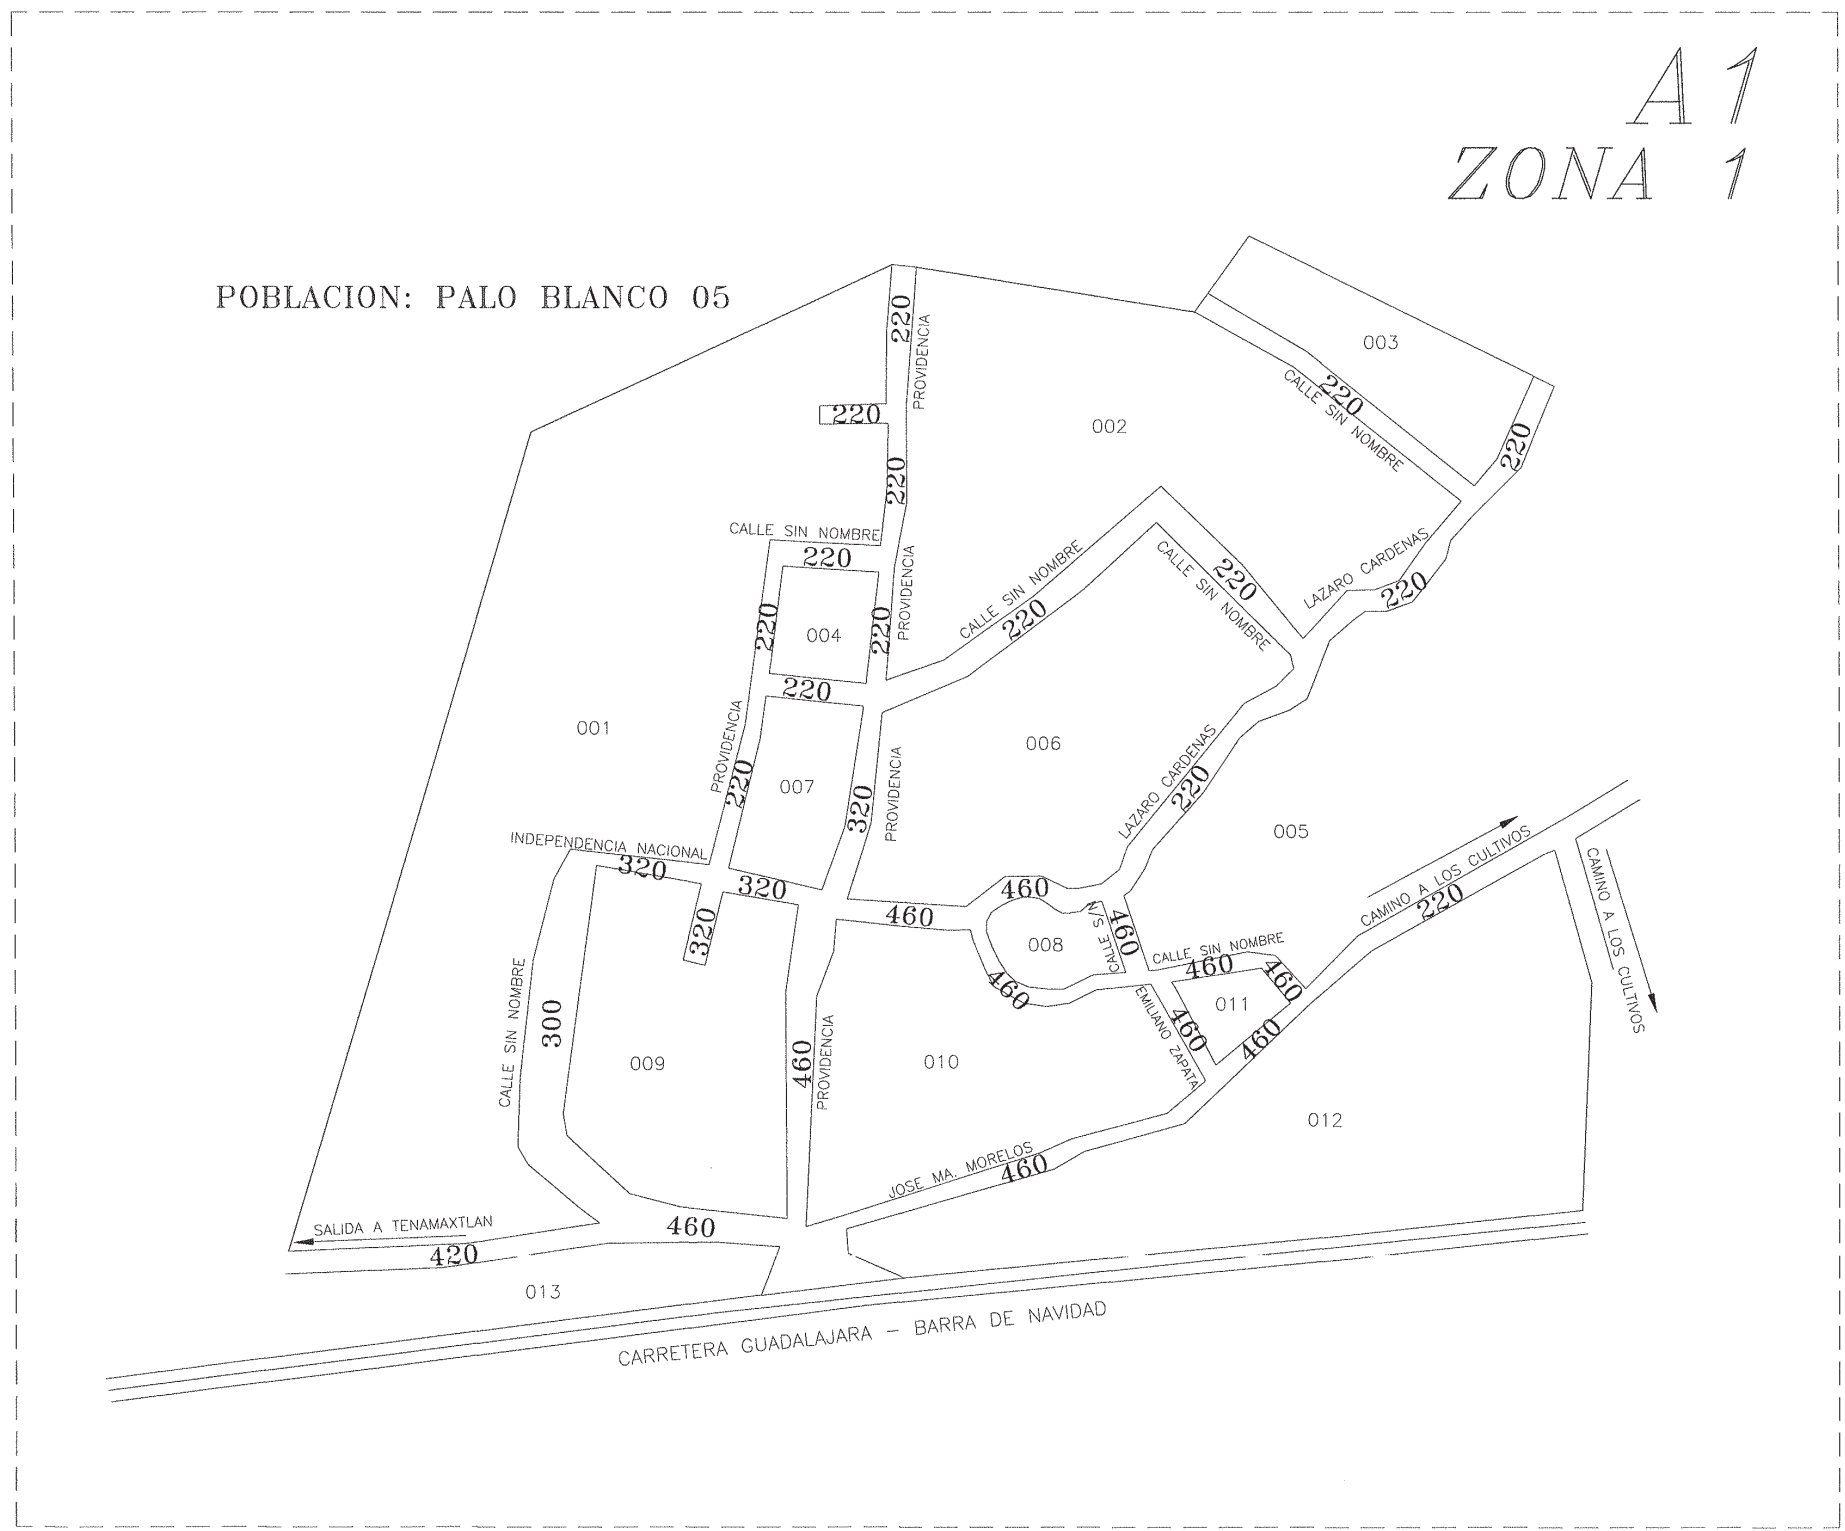 A 1
ZONA 1
POBLACION: PALO BLANCO 05
220
PROVIDENCIA
003
220
CALLE SIN NOMBRE
220
002
220
220
CALLE SIN NOMBRE
220
220
004
220
PROVIDENCIA
CALLE SIN NOMBRE
220
CALLE SIN NOMBRE
220
LAZARO CARDENAS
220
220
001
PROVIDENCIA
220
007
320
PROVIDENCIA
006
LAZARO CARDENAS
220
005
INDEPENDENCIA NACIONAL
320
320
320
460
460
008
CALLE S/N
460
460
CALLE SIN NOMBRE
460
460
011
EMILIANO ZAPATA
460
460
CAMINO A LOS CULTIVOS
220
CAMINO A LOS CULTIVOS
CALLE SIN NOMBRE
300
009
460
PROVIDENCIA
010
012
JOSE MA. MORELOS
460
SALIDA A TENAMAXTLAN
420
460
013
CARRETERA GUADALAJARA - BARRA DE NAVIDAD